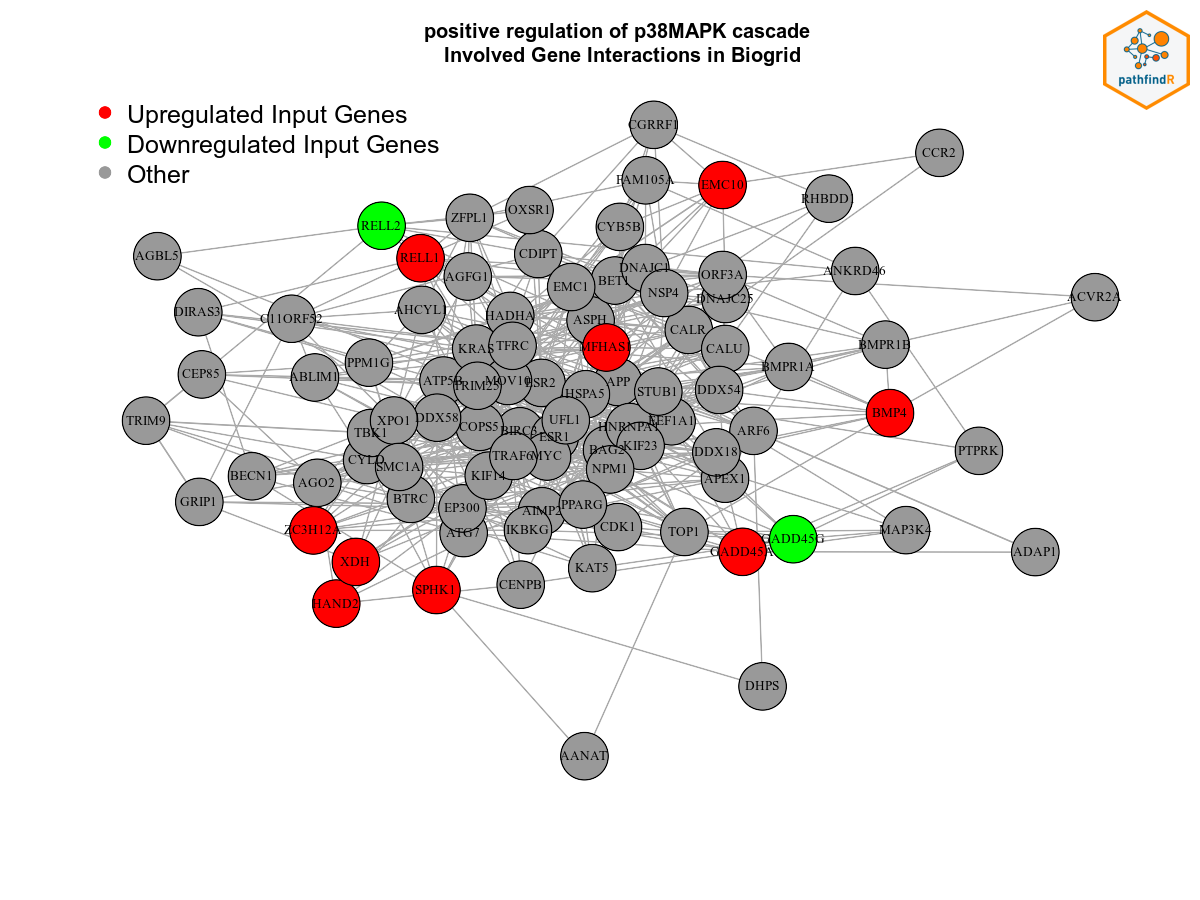 positive regulation of p38MAPK cascade
Involved Gene Interactions in Biogrid
pathfindR
Upregulated Input Genes
Downregulated Input Genes
Other
CGRRF1
CCR2
FAM105A
EMC10
RHBDD1
OXSR1
ZFPL1
RELL2
CYB5B
AGBL5
RELL1
CDIPT
DNAJC1
ANKRD46
AGFG1
BET1
ORF3A
EMC1
NSP4
ACVR2A
DNAJC25
DIRAS3
AHCYL1
C11ORF52
HADHA
ASPH
CALR
BMPR1B
KRAS
TFRC
MFHAS1
CALU
PPM1G
BMPR1A
CEP85
ABLIM1
ATP5B
MOV10
ESR2
APP
TRIM25
HSPA5
STUB1
DDX54
BMP4
TRIM9
XPO1
DDX58
UFL1
EEF1A1
TBK1
COPS5
BIRC3
HNRNPA1
ARF6
ESR1
KIF23
PTPRK
BAG2
DDX18
CYLD
SMC1A
TRAF6
MYC
NPM1
BECN1
KIF14
APEX1
AGO2
GRIP1
BTRC
EP300
AIMP2
PPARG
ZC3H12A
ATG7
IKBKG
CDK1
TOP1
MAP3K4
GADD45G
GADD45A
ADAP1
XDH
KAT5
CENPB
SPHK1
HAND2
DHPS
AANAT